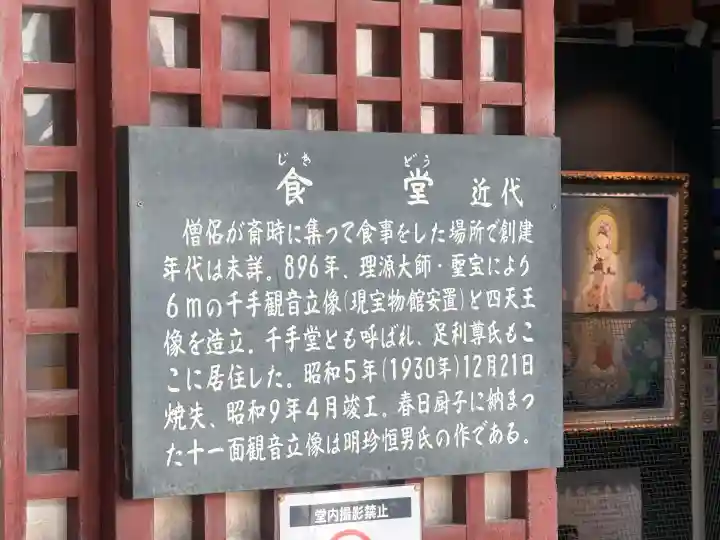 じき どう
食 堂 近代
僧侶が斎時に集って食事をした場所で創建
年代は未詳。896年、理源大師・聖宝により
6mの千手観音立像(現宝物館安置)と四天王
像を造立。千手堂とも呼ばれ、足利尊氏もこ
こに居住した。昭和5年(1930年)12月21日
焼失、昭和9年4月竣工。春日厨子に納まっ
た十一面観音立像は明珍恒男氏の作である。
堂内撮影禁止